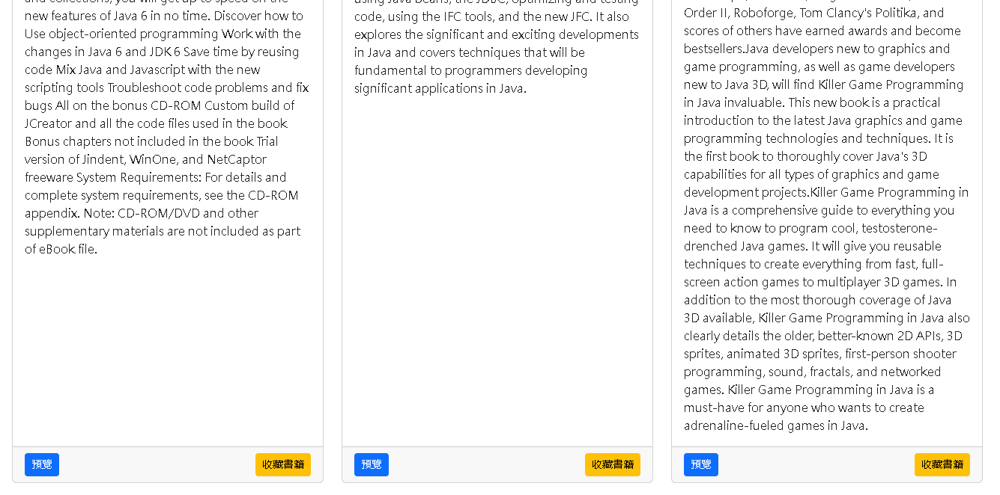 and collections, you will get up to speed on the
new features of Java 6 in no time. Discover how to
Use object-oriented programming Work with the
changes in Java 6 and JDK 6 Save time by reusing
code Mix Java and Javascript with the new
scripting tools Troubleshoot code problems and fix
bugs All on the bonus CD-ROM Custom build of
JCreator and all the code files used in the book
Bonus chapters not included in the book Trial
version of Jindent, WinOne, and NetCaptor
freeware System Requirements: For details and
complete system requirements, see the CD-ROM
appendix. Note: CD-ROM/DVD and other
supplementary materials are not included as part
of eBook file.
預覽
收藏書籍
using Java beans, the JDBC, optimizing and testing
code, using the IFC tools, and the new JFC. It also
explores the significant and exciting developments
in Java and covers techniques that will be
fundamental to programmers developing
significant applications in Java.
預覽
收藏書籍
Order II, Roboforge, Tom Clancy's Politika, and
scores of others have earned awards and become
bestsellers.Java developers new to graphics and
game programming, as well as game developers
new to Java 3D, will find Killer Game Programming
in Java invaluable. This new book is a practical
introduction to the latest Java graphics and game
programming technologies and techniques. It is
the first book to thoroughly cover Java's 3D
capabilities for all types of graphics and game
development projects.Killer Game Programming in
Java is a comprehensive guide to everything you
need to know to program cool, testosterone-
drenched Java games. It will give you reusable
techniques to create everything from fast, full-
screen action games to multiplayer 3D games. In
addition to the most thorough coverage of Java
3D available, Killer Game Programming in Java also
clearly details the older, better-known 2D APIs, 3D
sprites, animated 3D sprites, first-person shooter
programming, sound, fractals, and networked
games. Killer Game Programming in Java is a
must-have for anyone who wants to create
adrenaline-fueled games in Java.
預覽
收藏書籍